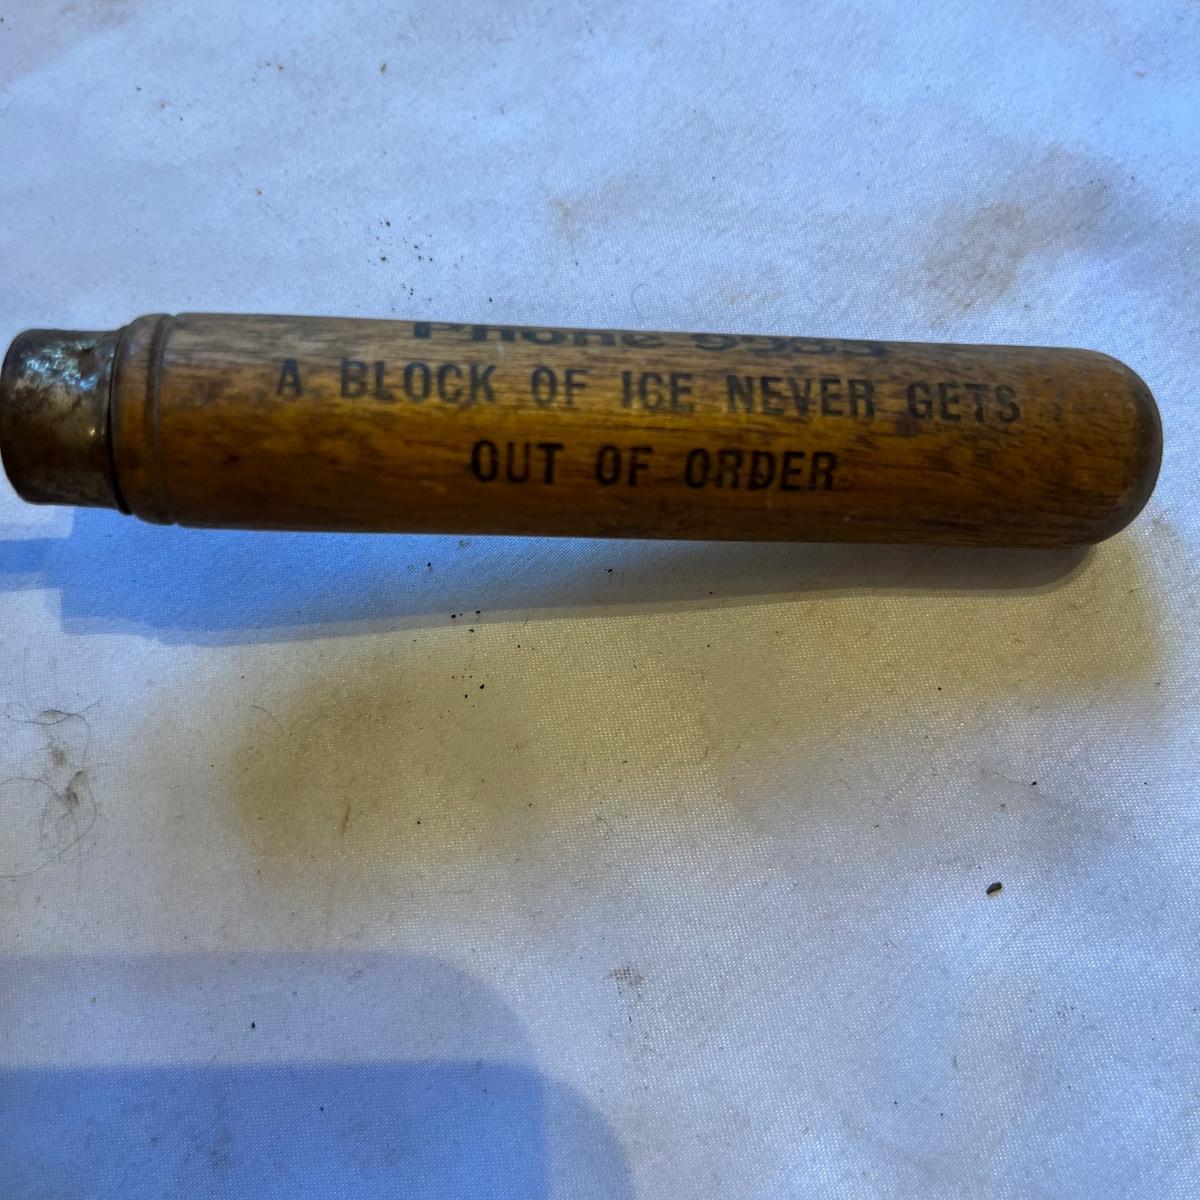 Phone
A BLOCK OF ICE NEVER GETS
OUT OF ORDER